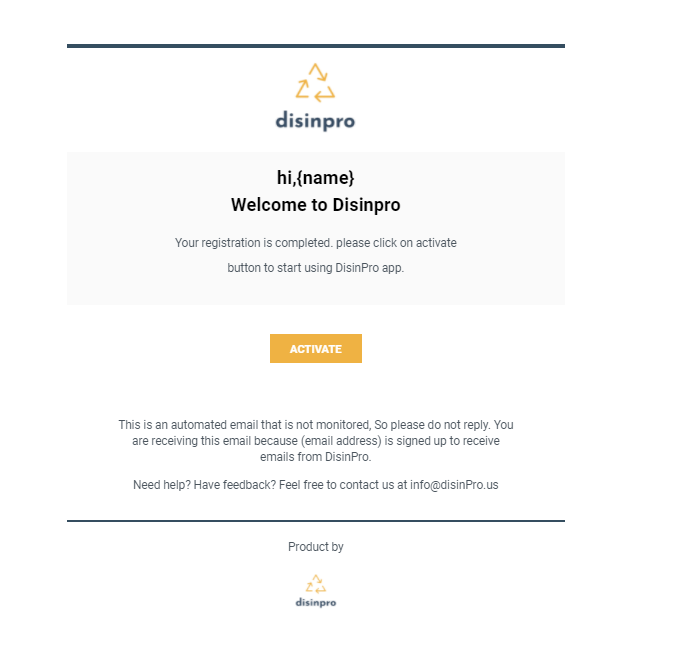 disinpro
hi,{name}
Welcome to Disinpro
Your registration is completed. please click on activate
button to start using DisinPro app.
ACTIVATE
This is an automated email that is not monitored, So please do not reply. You
are receiving this email because (email address) is signed up to receive
emails from DisinPro.
Need help? Have feedback? Feel free to contact us at info@disinPro.us
Product by
disinpro